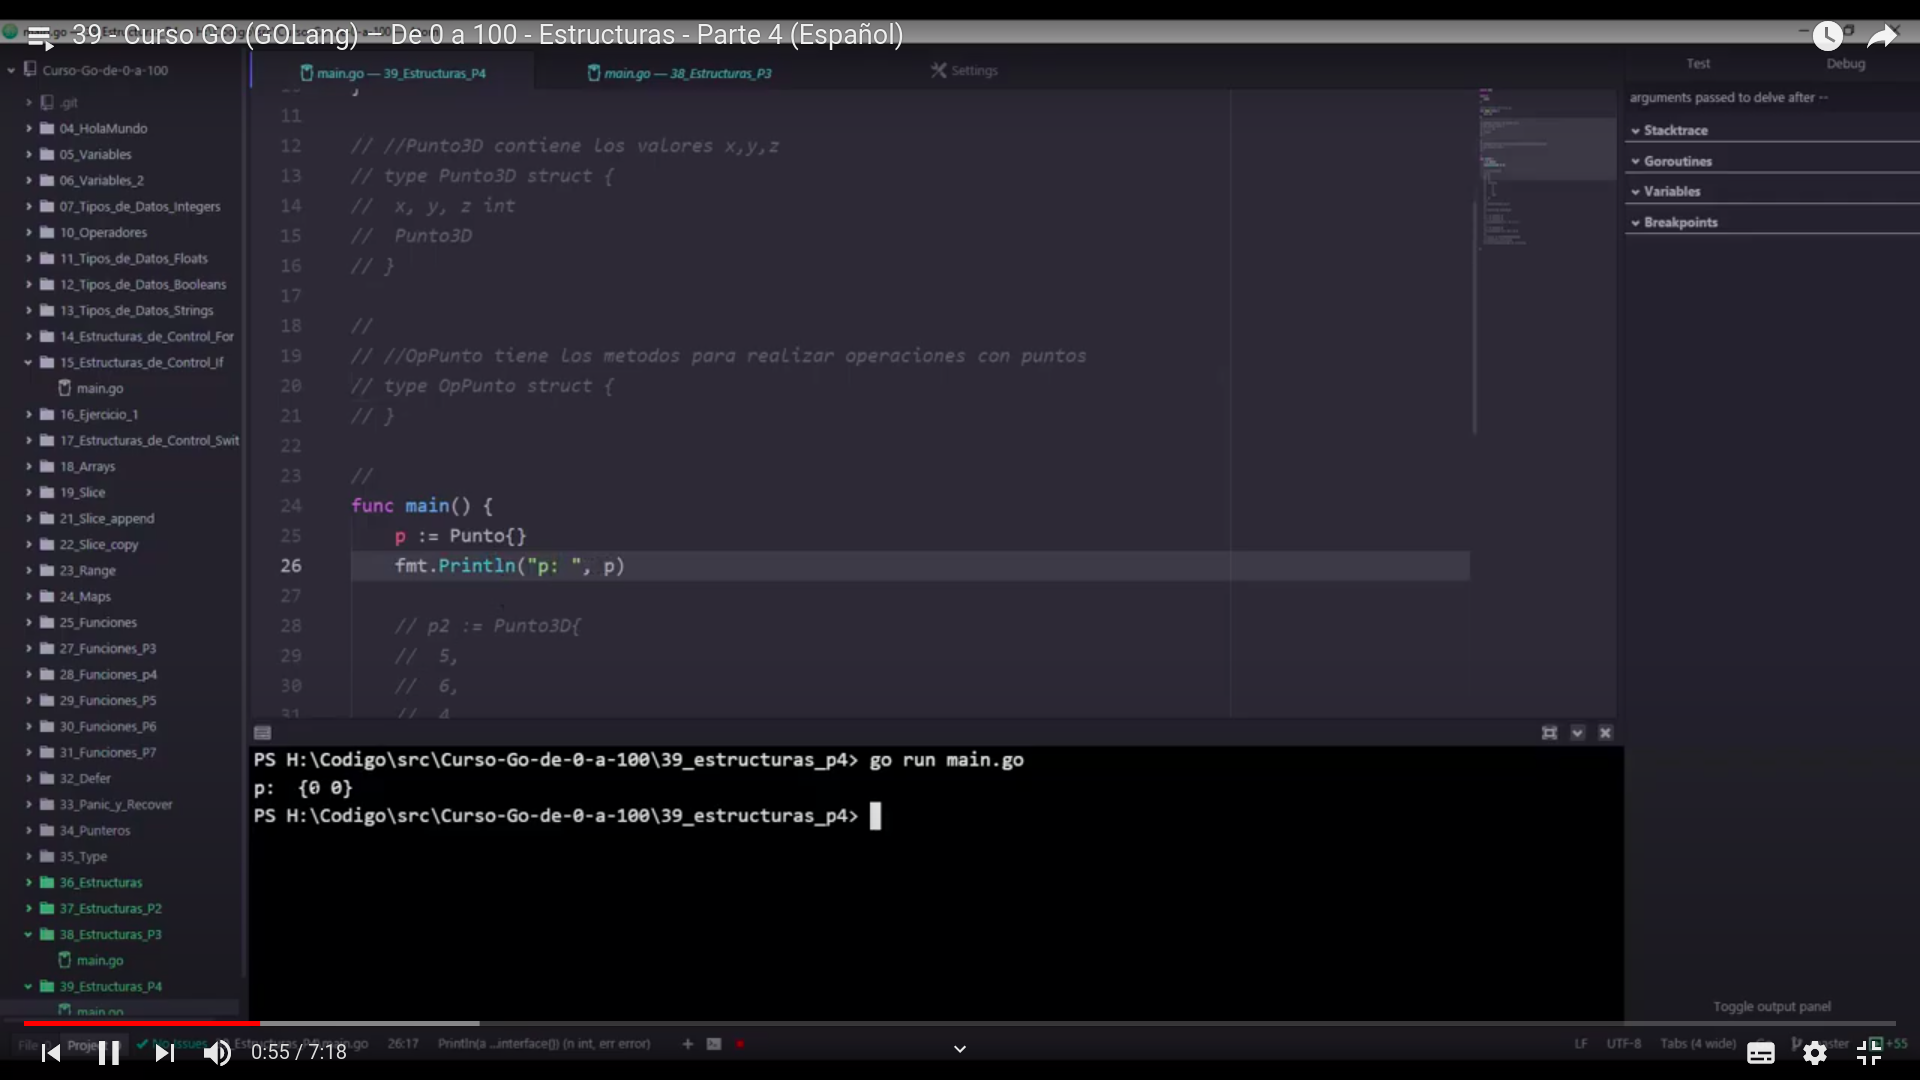 39 - Curso GO (GOLang) – De 0 a 100 - Estructuras - Parte 4 (Español)
Curso-Go-de-0-a-100
.git
04_HolaMundo
05_Variables
06_Variables_2
07_Tipos_de_Datos_Integers
10_Operadores
11_Tipos_de_Datos_Floats
12_Tipos_de_Datos_Booleans
13_Tipos_de_Datos_Strings
14_Estructuras_de_Control_For
15_Estructuras_de_Control_If
main.go
16_Ejercicio_1
17_Estructuras_de_Control_Swit
18_Arrays
19_Slice
21_Slice_append
22_Slice_copy
23_Range
24_Maps
25_Funciones
27_Funciones_P3
28_Funciones_p4
29_Funciones_P5
30_Funciones_P6
31_Funciones_P7
32_Defer
33_Panic_y_Recover
34_Punteros
35_Type
36_Estructuras
37_Estructuras_P2
38_Estructuras_P3
main.go
39_Estructuras_P4
main.go
main.go — 39_Estructuras_P4
main.go — 38_Estructuras_P3
Settings
11
12 // //Punto3D contiene los valores x,y,z
13 // type Punto3D struct {
14 // x, y, z int
15 // Punto3D
16 // }
17
18 //
19 // //OpPunto tiene los metodos para realizar operaciones con puntos
20 // type OpPunto struct {
21 // }
22
23 //
24 func main() {
25 p := Punto{}
26 fmt.Println("p: ", p)
27
28 // p2 := Punto3D{
29 // 5,
30 // 6,
31 // 4
Test Debug
arguments passed to delve after --
Stacktrace
Goroutines
Variables
Breakpoints
Toggle output panel
PS H:\Codigo\src\Curso-Go-de-0-a-100\39_estructuras_p4> go run main.go
p:  {0 0}
PS H:\Codigo\src\Curso-Go-de-0-a-100\39_estructuras_p4>
File Project No Issues main.go 26:17 Println(a ...interface{}) (n int, err error) LF UTF-8 Tabs (4 wide) +55
0:55 / 7:18